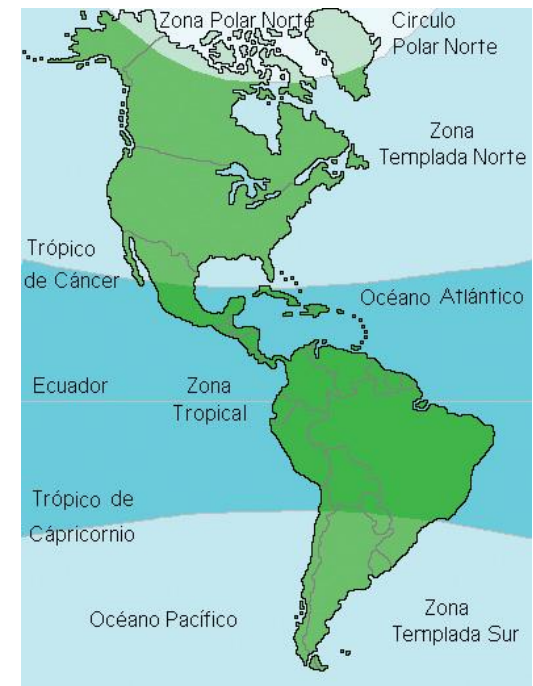 Zona Polar Norte
Circulo
Polar Norte
Zona
Templada Norte
Trópico
de Cáncer
Océano Atlántico
Ecuador
Zona
Tropical
Trópico de
Cápricornio
Océano Pacífico
Zona
Templada Sur